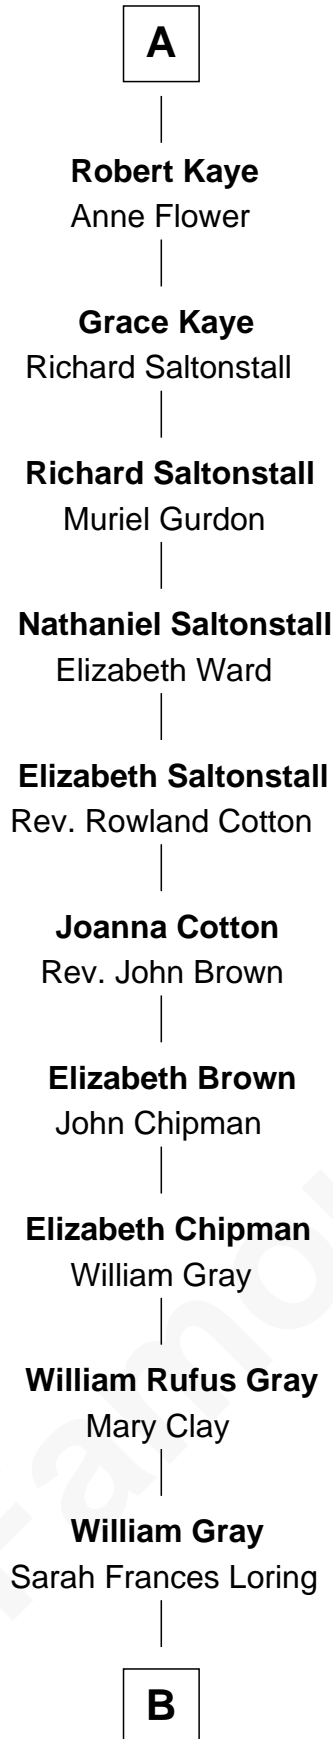 A
Robert Kaye
Anne Flower
Grace Kaye
Richard Saltonstall
Richard Saltonstall
Muriel Gurdon
Nathaniel Saltonstall
Elizabeth Ward
Elizabeth Saltonstall
Rev. Rowland Cotton
Joanna Cotton
Rev. John Brown
Elizabeth Brown
John Chipman
Elizabeth Chipman
William Gray
William Rufus Gray
Mary Clay
William Gray
Sarah Frances Loring
B